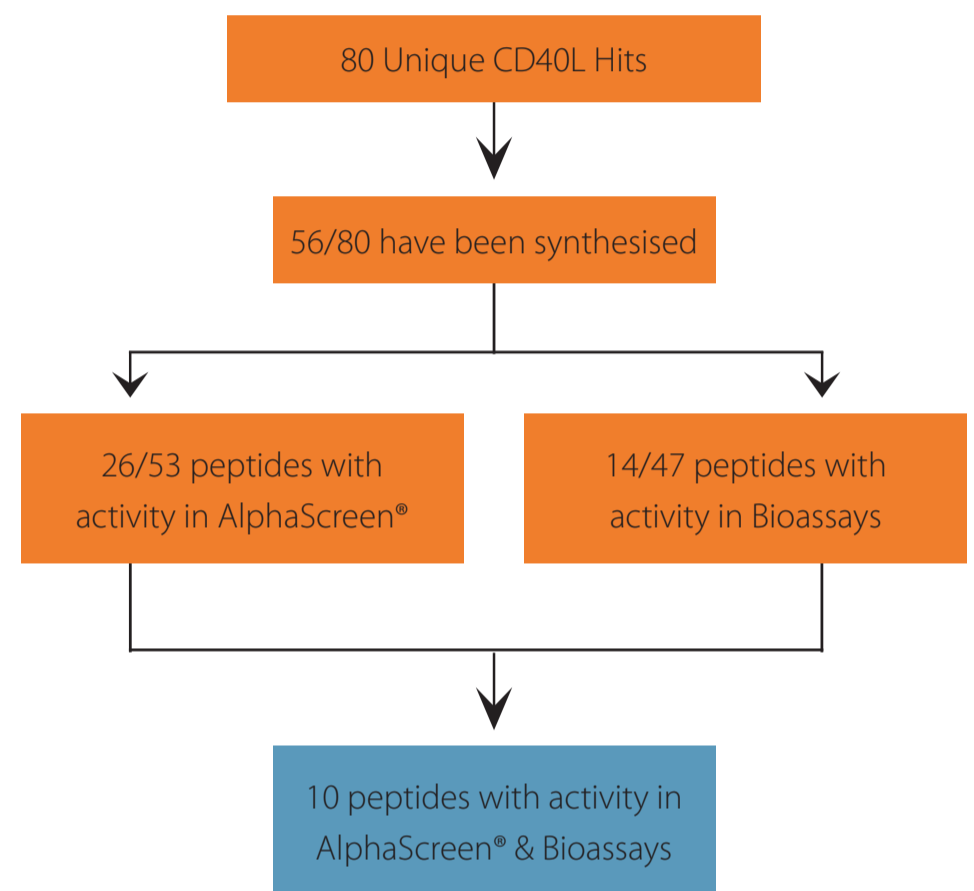 80 Unique CD40L Hits
56/80 have been synthesised
26/53 peptides with
activity in AlphaScreen®
14/47 peptides with
activity in Bioassays
10 peptides with activity in
AlphaScreen® & Bioassays